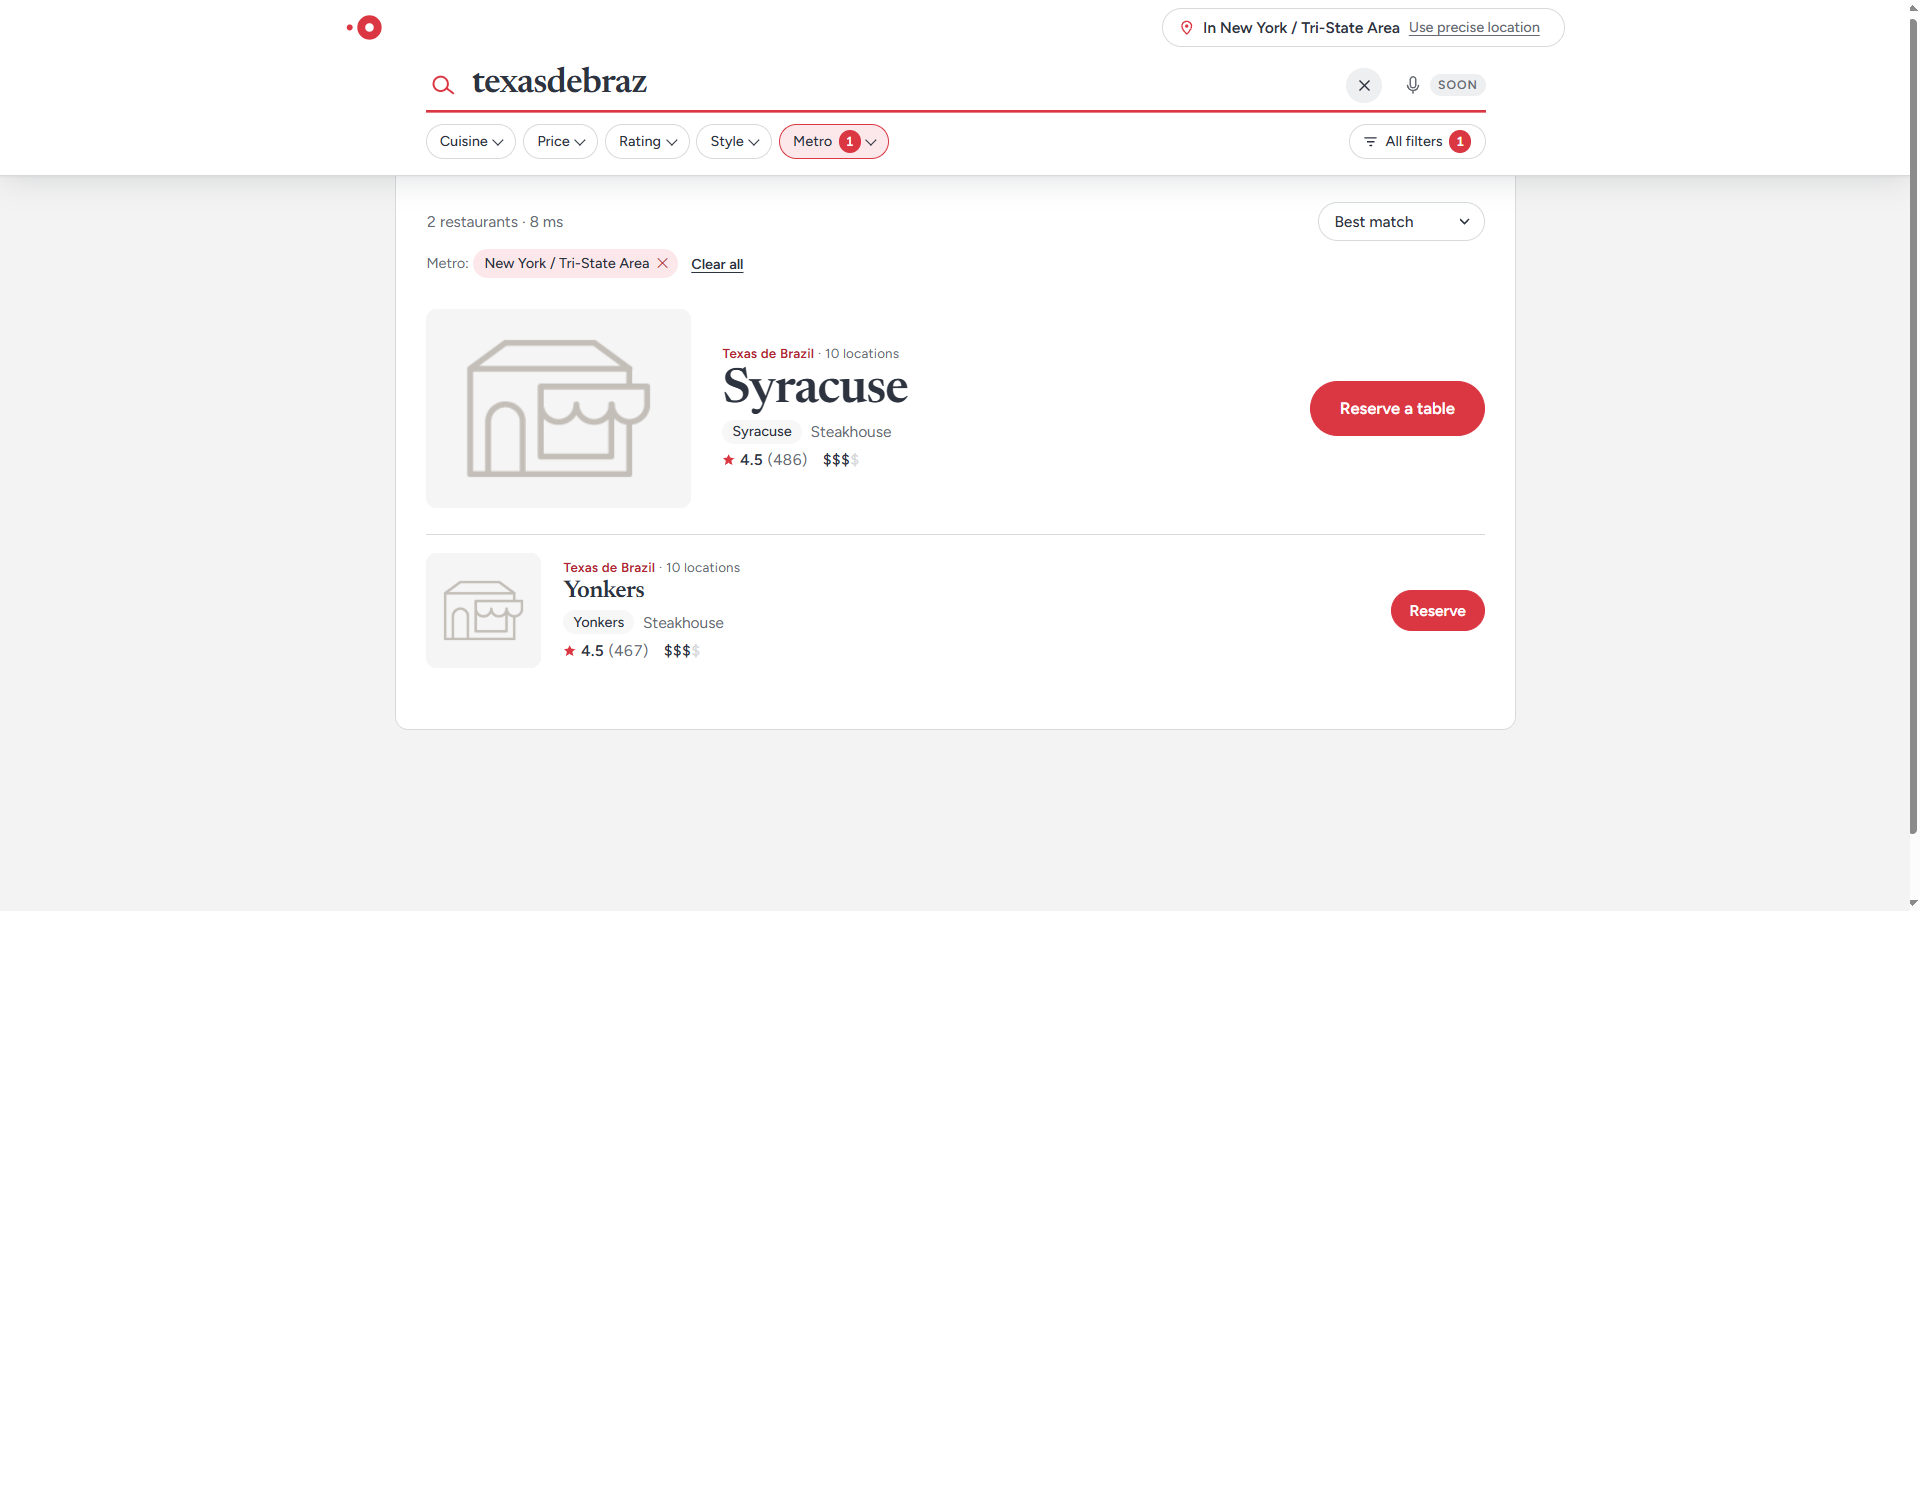 In New York / Tri-State Area Use precise location
texasdebraz
SOON
Cuisine Price Rating Style Metro 1 All filters 1
2 restaurants · 8 ms Best match
Metro: New York / Tri-State Area Clear all
Texas de Brazil · 10 locations
Syracuse
Reserve a table
Syracuse Steakhouse
4.5 (486) $$$$
Texas de Brazil · 10 locations
Yonkers
Reserve
Yonkers Steakhouse
4.5 (467) $$$$